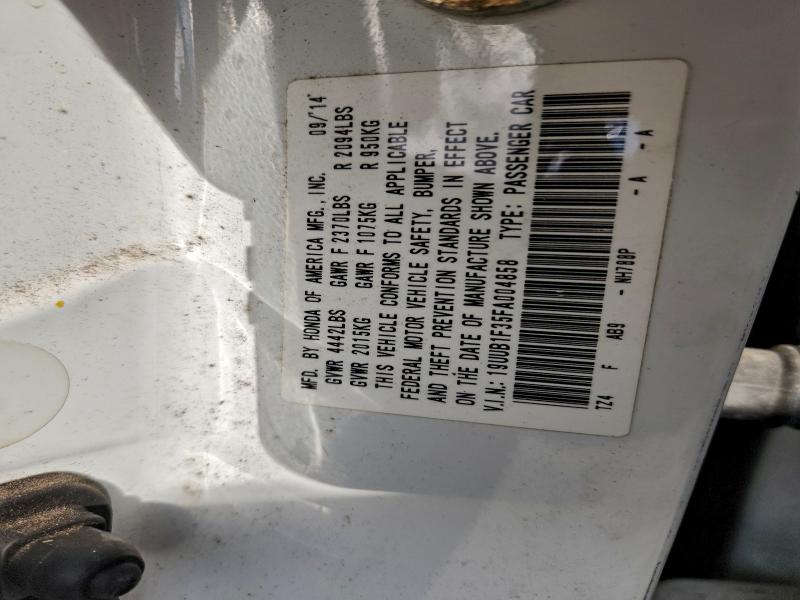 MFD. BY HONDA OF AMERICA MFG., INC. 09/'14
GVWR 4442LBS GAWR F 2370LBS R 2094LBS
GVWR 2015KG GAWR F 1075KG R 950KG
THIS VEHICLE CONFORMS TO ALL APPLICABLE
FEDERAL MOTOR VEHICLE SAFETY, BUMPER,
AND THEFT PREVENTION STANDARDS IN EFFECT
ON THE DATE OF MANUFACTURE SHOWN ABOVE.
V.I.N.: 19UUB1F35FA004858 TYPE: PASSENGER CAR
TZ4 F AB9 - NH788P - A - A